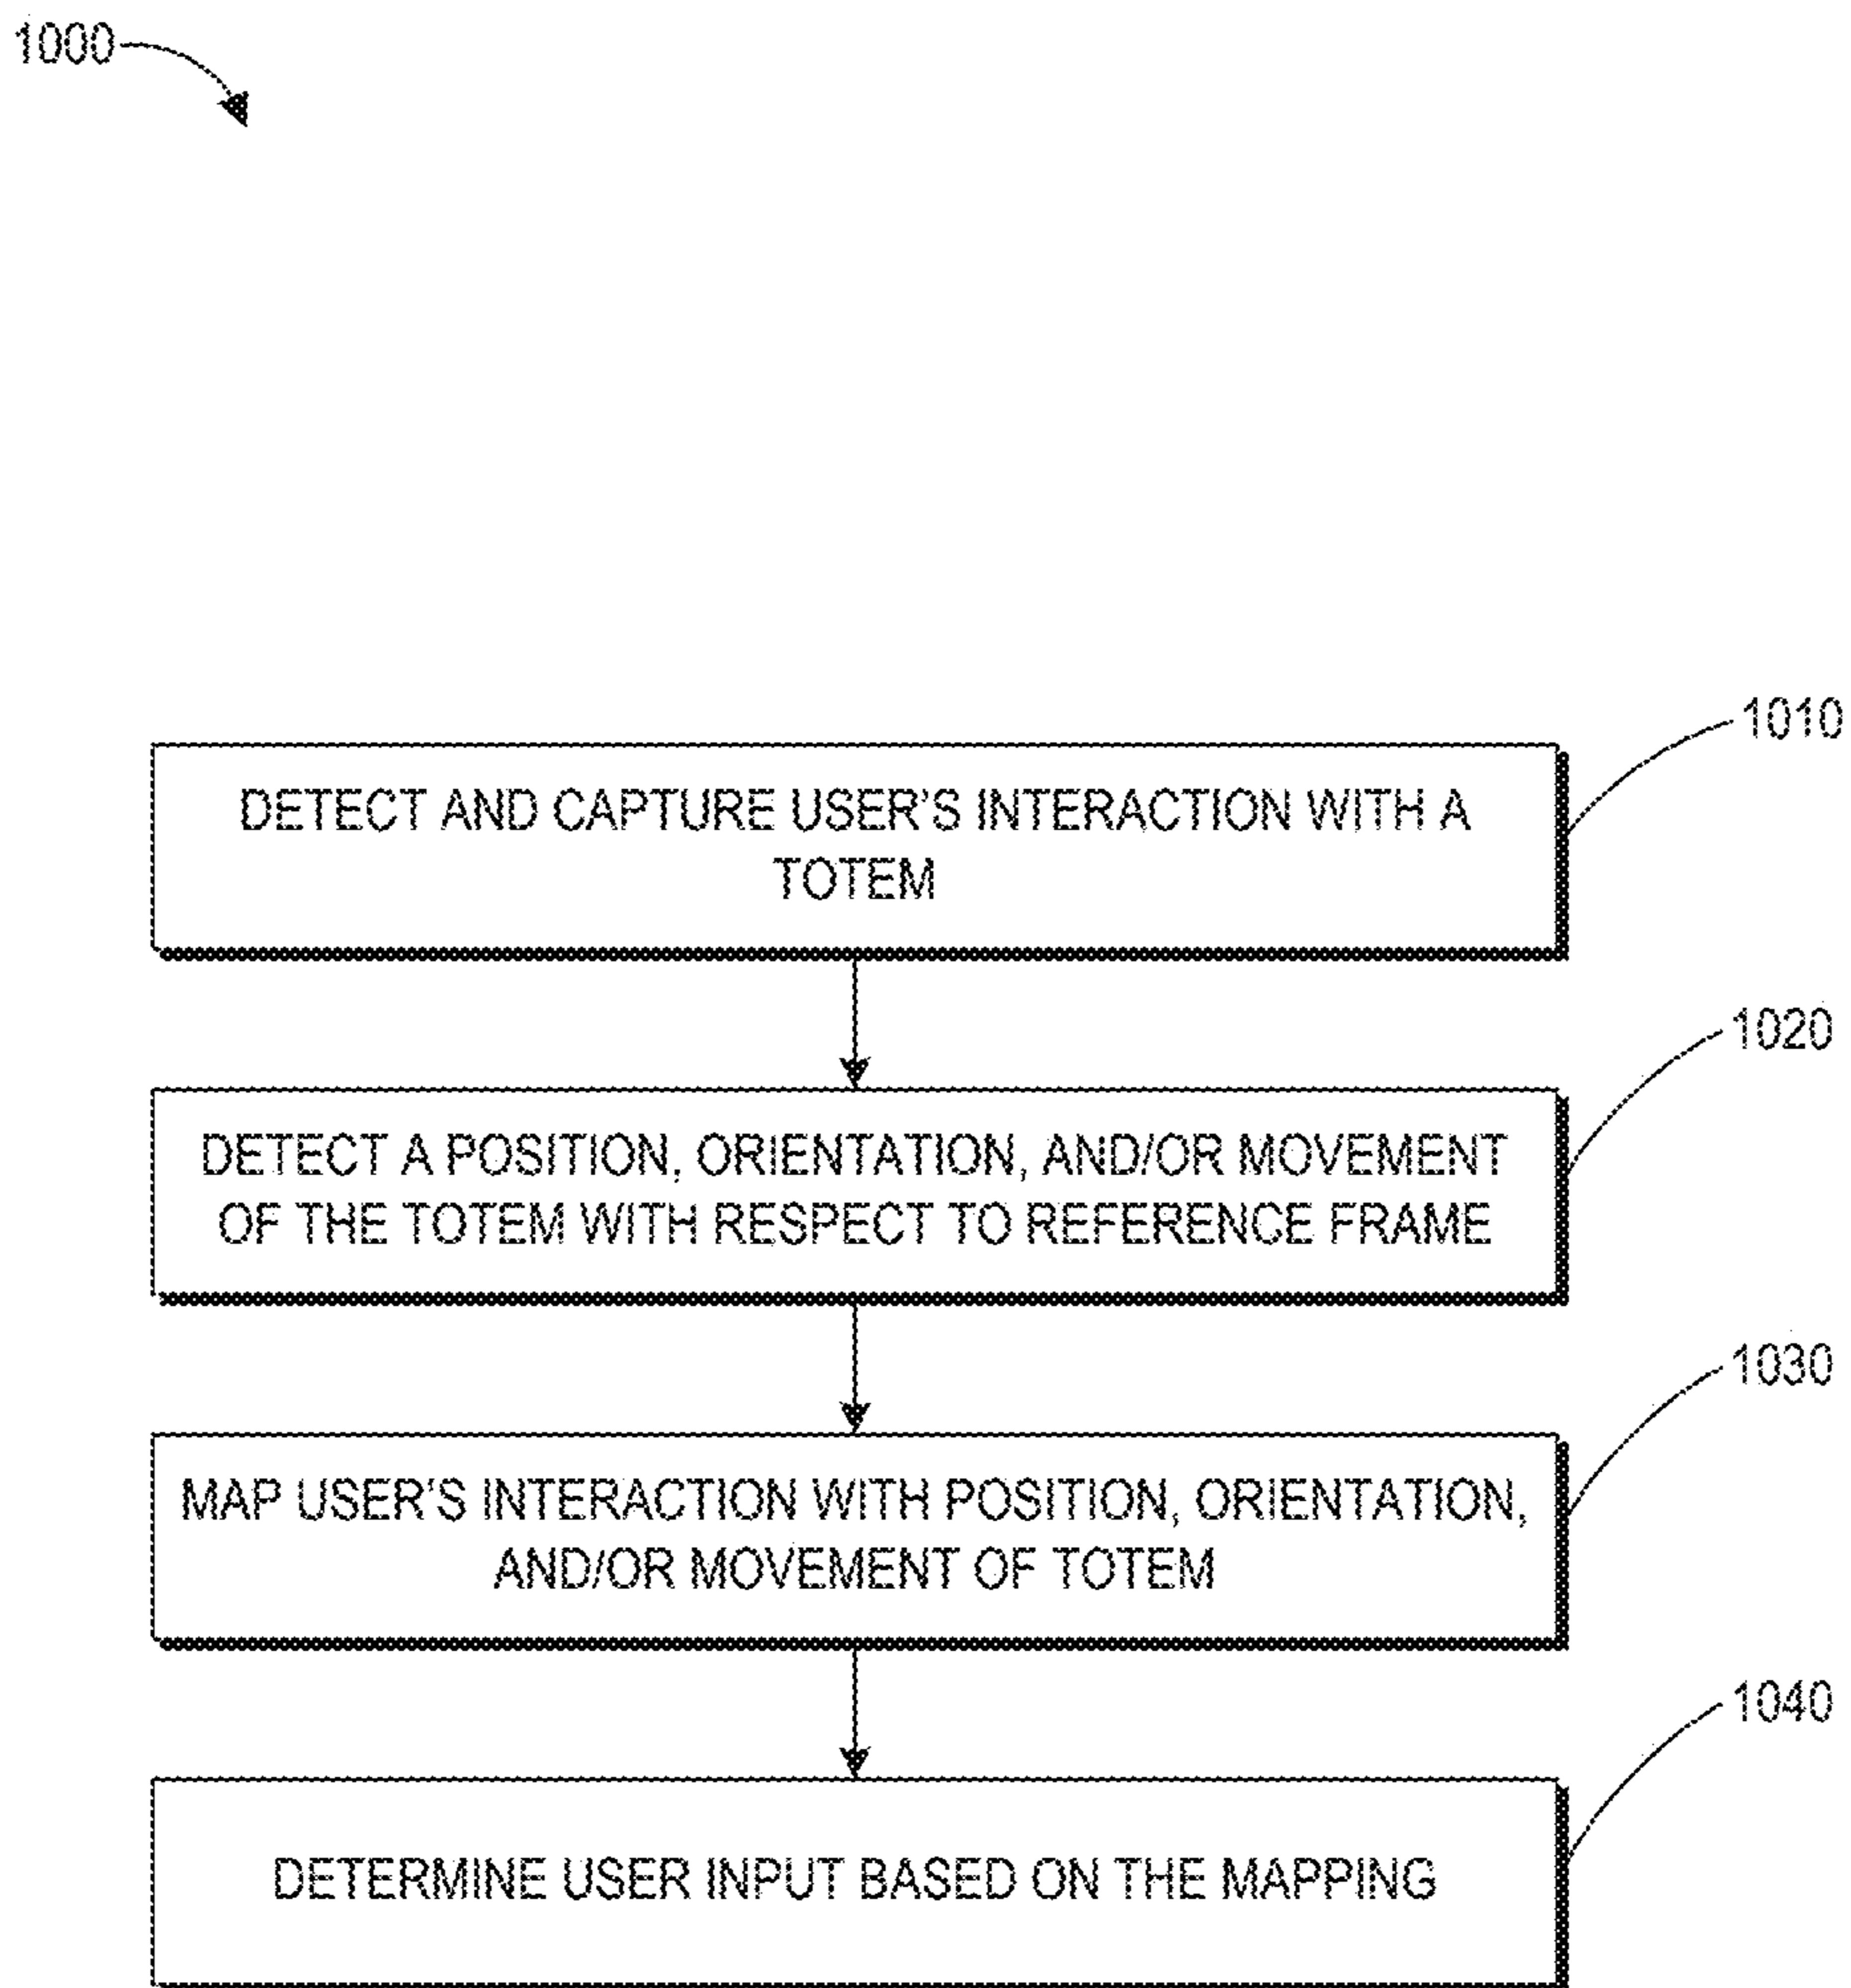 1000
1010
DETECT AND CAPTURE USER'S INTERACTION WITH A
TOTEM
1020
DETECT A POSITION, ORIENTATION, AND/OR MOVEMENT
OF THE TOTEM WITH RESPECT TO REFERENCE FRAME
1030
MAP USER'S INTERACTION WITH POSITION, ORIENTATION,
AND/OR MOVEMENT OF TOTEM
1040
DETERMINE USER INPUT BASED ON THE MAPPING